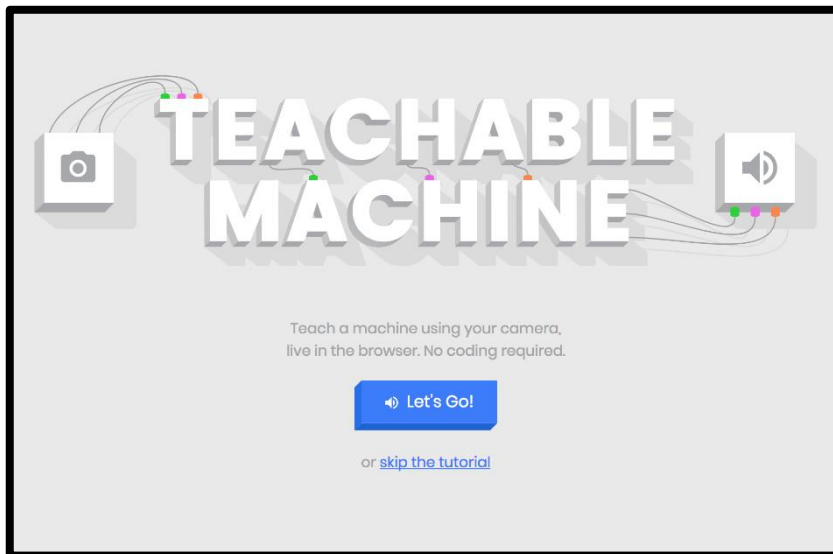 TEACHABLE
MACHINE
Teach a machine using your camera,
live in the browser. No coding required.
Let's Go!
or skip the tutorial